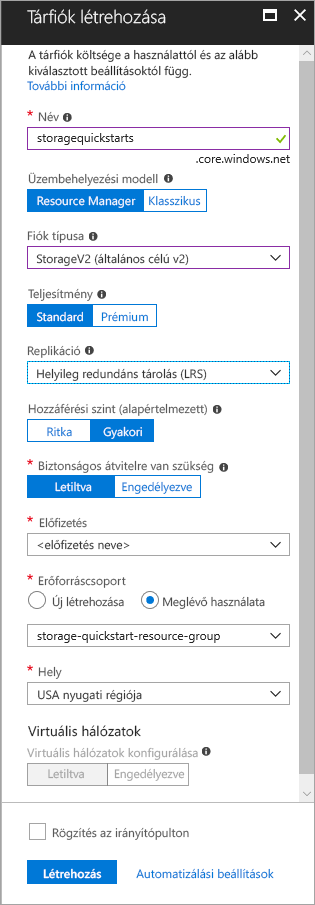 Tárfiók létrehozása
A tárfiók költsége a használattól és az alább
kiválasztott beállításoktól függ.
További információ
* Név
storagequickstarts
.core.windows.net
Üzembehelyezési modell
Resource Manager Klasszikus
Fiók típusa
StorageV2 (általános célú v2)
Teljesítmény
Standard Prémium
Replikáció
Helyileg redundáns tárolás (LRS)
Hozzáférési szint (alapértelmezett)
Ritka Gyakori
* Biztonságos átvitelre van szükség
Letiltva Engedélyezve
* Előfizetés
<előfizetés neve>
* Erőforráscsoport
Új létrehozása Meglévő használata
storage-quickstart-resource-group
* Hely
USA nyugati régiója
Virtuális hálózatok
Virtuális hálózatok konfigurálása
Letiltva Engedélyezve
Rögzítés az irányítópulton
Létrehozás Automatizálási beállítások